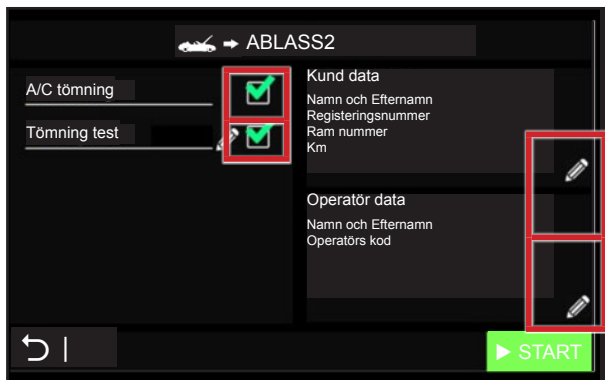 ABLASS2
A/C tömning
Tömning test
Kund data
Namn och Efternamn
Registeringsnummer
Ram nummer
Km
Operatör data
Namn och Efternamn
Operatörs kod
START